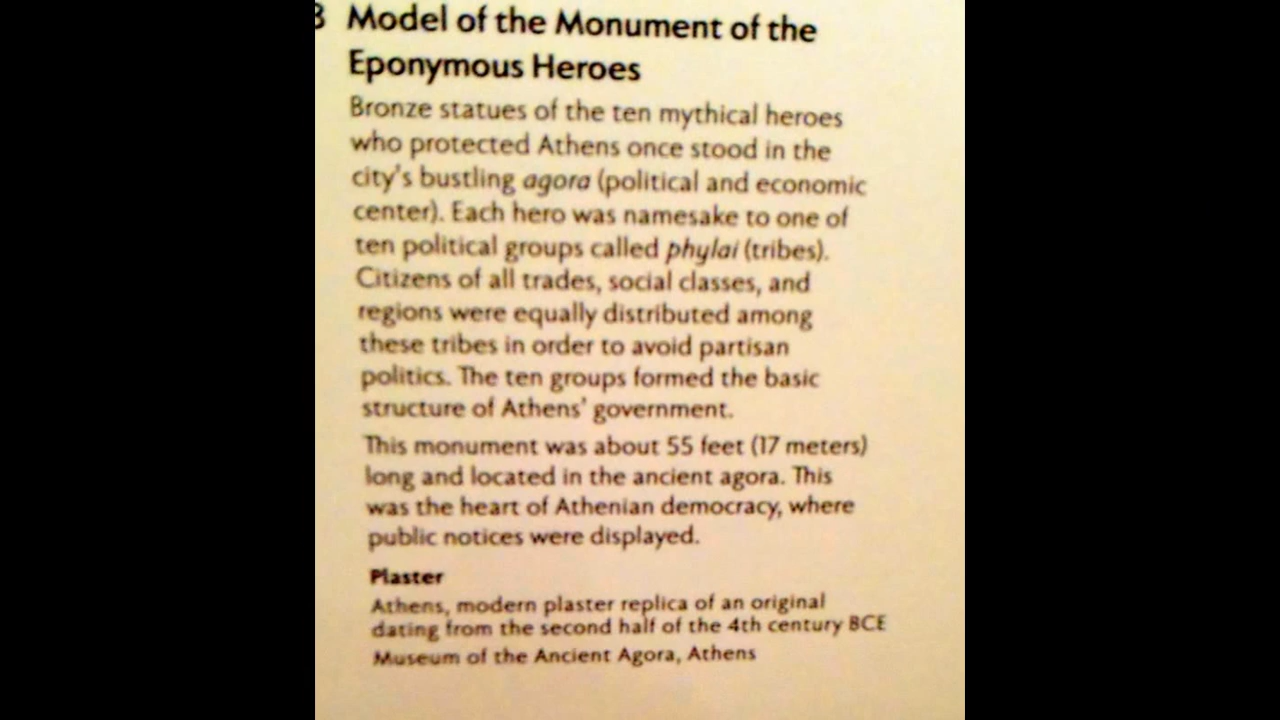 Model of the Monument of the
Eponymous Heroes
Bronze statues of the ten mythical heroes
who protected Athens once stood in the
city's bustling agora (political and economic
center). Each hero was namesake to one of
ten political groups called phylai (tribes).
Citizens of all trades, social classes, and
regions were equally distributed among
these tribes in order to avoid partisan
politics. The ten groups formed the basic
structure of Athens' government.
This monument was about 55 feet (17 meters)
long and located in the ancient agora. This
was the heart of Athenian democracy, where
public notices were displayed.
Plaster
Athens, modern plaster replica of an original
dating from the second half of the 4th century BCE
Museum of the Ancient Agora, Athens